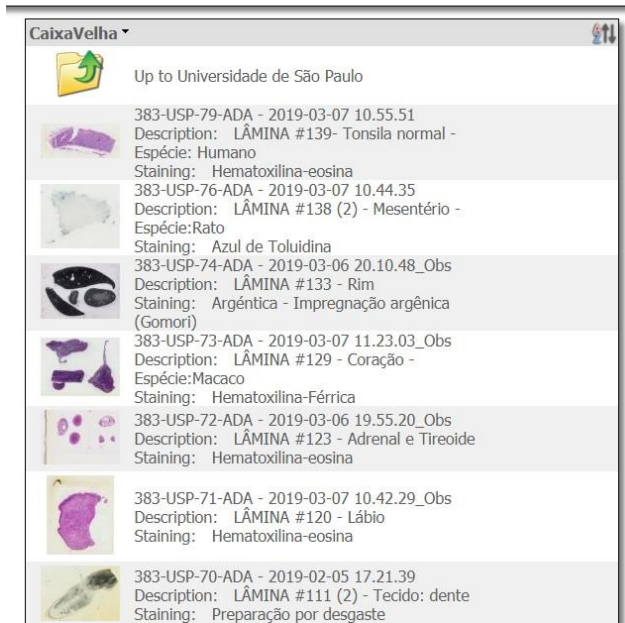 CaixaVelha
Up to Universidade de São Paulo
383-USP-79-ADA - 2019-03-07 10.55.51
Description: LÂMINA #139- Tonsila normal -
Espécie: Humano
Staining: Hematoxilina-eosina
383-USP-76-ADA - 2019-03-07 10.44.35
Description: LÂMINA #138 (2) - Mesentério -
Espécie:Rato
Staining: Azul de Toluidina
383-USP-74-ADA - 2019-03-06 20.10.48_Obs
Description: LÂMINA #133 - Rim
Staining: Argéntica - Impregnação argênica
(Gomori)
383-USP-73-ADA - 2019-03-07 11.23.03_Obs
Description: LÂMINA #129 - Coração -
Espécie:Macaco
Staining: Hematoxilina-Férrica
383-USP-72-ADA - 2019-03-06 19.55.20_Obs
Description: LÂMINA #123 - Adrenal e Tireoide
Staining: Hematoxilina-eosina
383-USP-71-ADA - 2019-03-07 10.42.29_Obs
Description: LÂMINA #120 - Lábio
Staining: Hematoxilina-eosina
383-USP-70-ADA - 2019-02-05 17.21.39
Description: LÂMINA #111 (2) - Tecido: dente
Staining: Preparação por desgaste